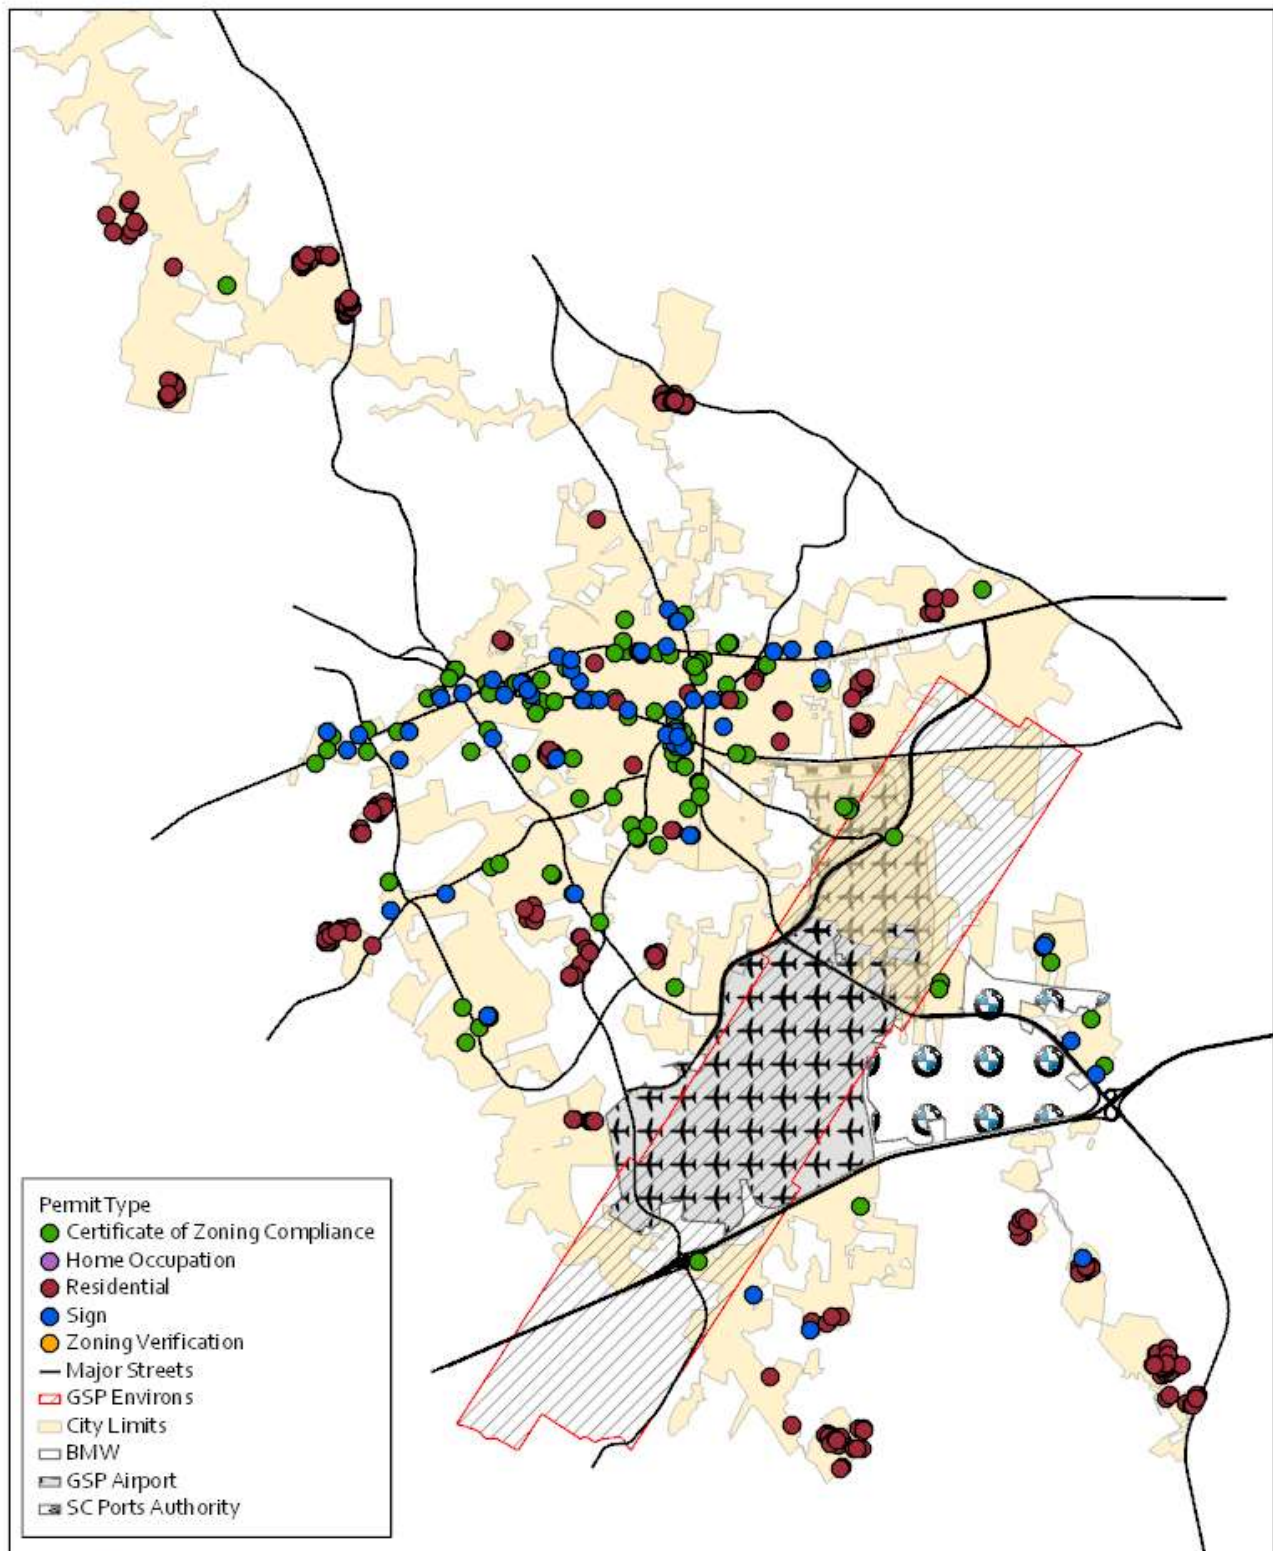 Permit Type
Certificate of Zoning Compliance
Home Occupation
Residential
Sign
Zoning Verification
Major Streets
GSP Environs
City Limits
BMW
GSP Airport
SC Ports Authority